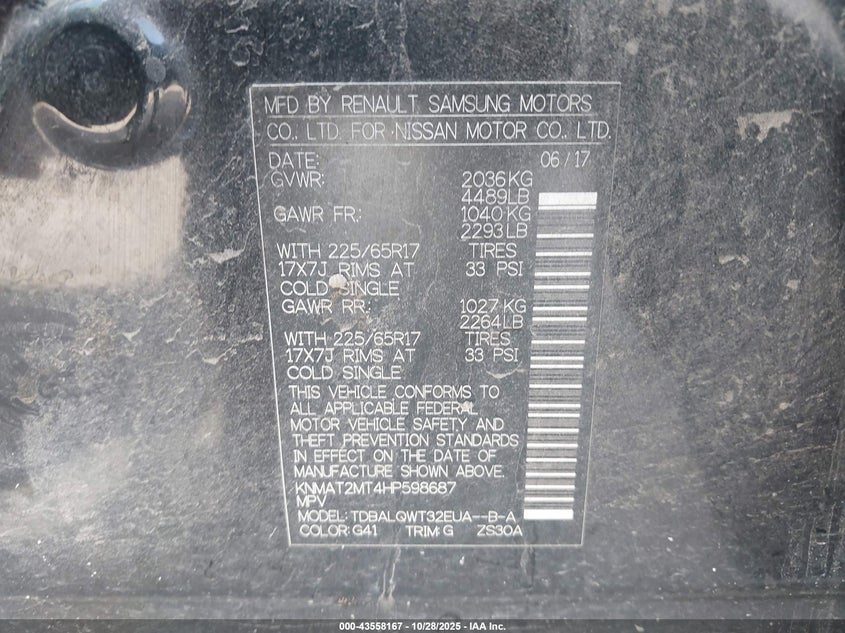 MFD BY RENAULT SAMSUNG MOTORS
CO., LTD. FOR NISSAN MOTOR CO., LTD.
DATE: 06/17
GVWR: 2036KG
4489LB
GAWR FR.: 1040KG
2293LB
WITH 225/65R17 TIRES
17X7J RIMS AT 33 PSI
COLD SINGLE
GAWR RR.: 1027KG
2264LB
WITH 225/65R17 TIRES
17X7J RIMS AT 33 PSI
COLD SINGLE
THIS VEHICLE CONFORMS TO
ALL APPLICABLE FEDERAL
MOTOR VEHICLE SAFETY AND
THEFT PREVENTION STANDARDS
IN EFFECT ON THE DATE OF
MANUFACTURE SHOWN ABOVE.
KNMAT2MT4HP598687
MPV
MODEL: TDBALQWT32EUA--B-A
COLOR: G41 TRIM: G ZS30A
000-43558167 • 10/28/2025 - IAA Inc.